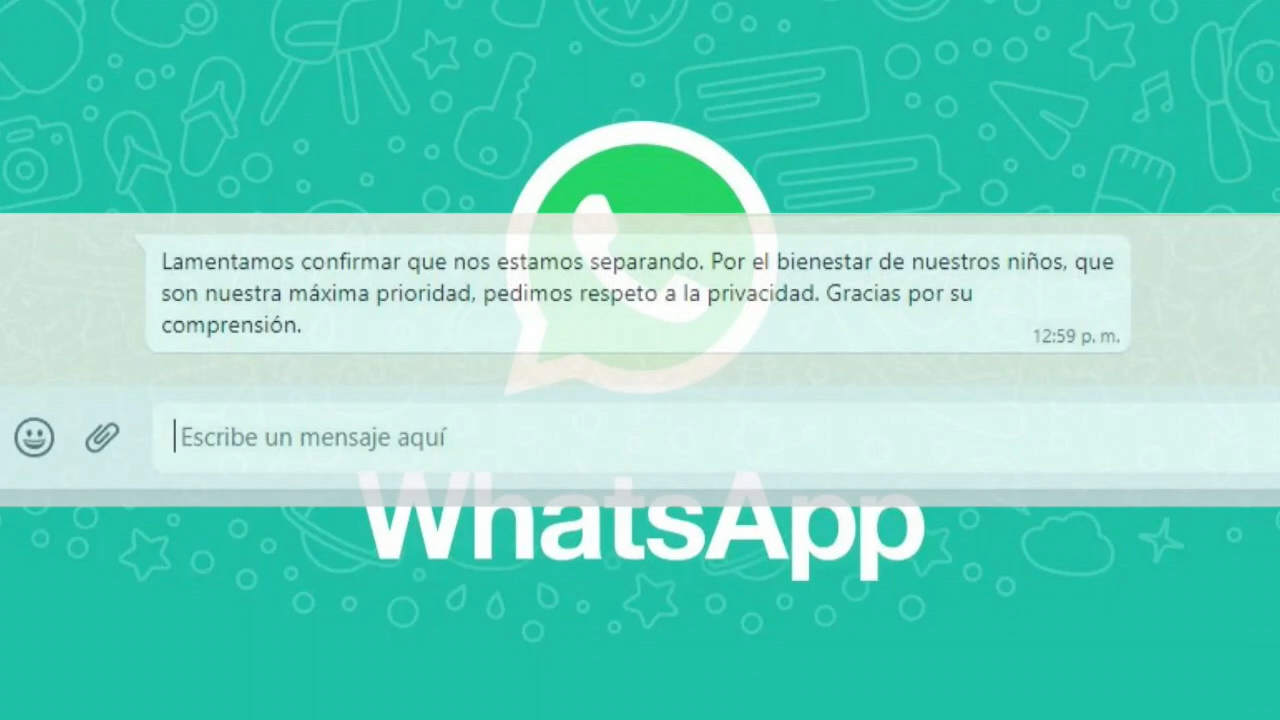 Lamentamos confirmar que nos estamos separando. Por el bienestar de nuestros niños, que
son nuestra máxima prioridad, pedimos respeto a la privacidad. Gracias por su
comprensión.
12:59 p. m.
Escribe un mensaje aquí
WhatsApp